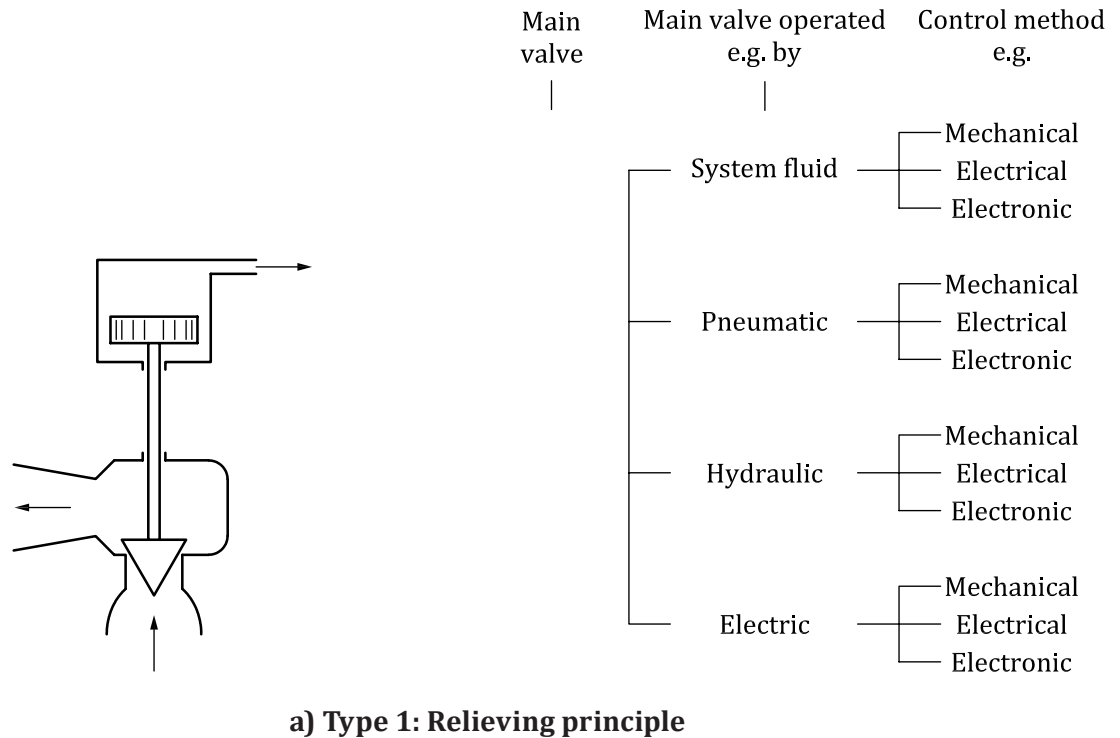 Main
valve
Main valve operated
e.g. by
Control method
e.g.
System fluid
Mechanical
Electrical
Electronic
Pneumatic
Mechanical
Electrical
Electronic
Hydraulic
Mechanical
Electrical
Electronic
Electric
Mechanical
Electrical
Electronic
a) Type 1: Relieving principle